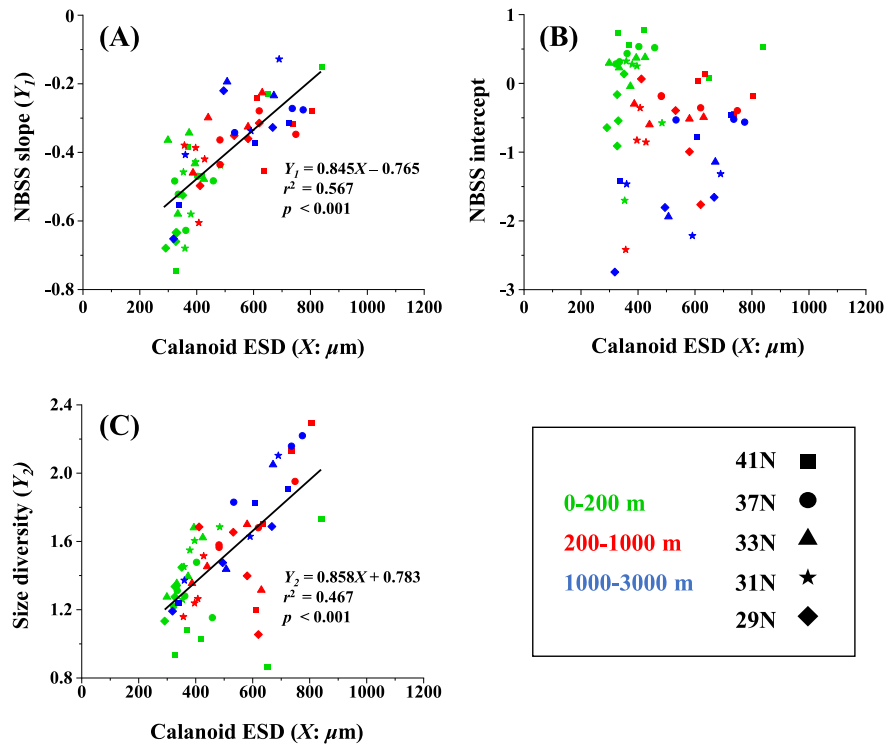 (A)
NBSS slope (Y₁)
-0
-0.2
-0.4
-0.6
-0.8
0 200 400 600 800 1000 1200
Calanoid ESD (X: μm)
Y₁ = 0.845X – 0.765
r² = 0.567
p < 0.001
(B)
NBSS intercept
1
0
-1
-2
-3
0 200 400 600 800 1000 1200
Calanoid ESD (X: μm)
(C)
Size diversity (Y₂)
2.4
2.0
1.6
1.2
0.8
0 200 400 600 800 1000 1200
Calanoid ESD (X: μm)
Y₂ = 0.858X + 0.783
r² = 0.467
p < 0.001
0-200 m
200-1000 m
1000-3000 m
41N
37N
33N
31N
29N